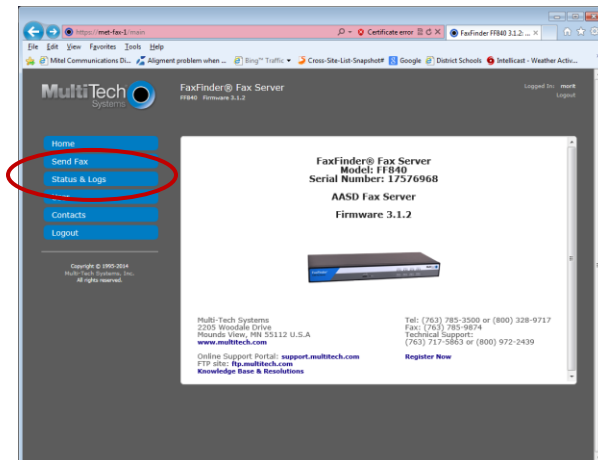 https://met-fax-1/main
Certificate error
FaxFinder FF840 3.1.2: ...
File Edit View Favorites Tools Help
Mitel Communications Di...
Aligment problem when ...
Bing™ Traffic
Cross-Site-List-Snapshot#
Google
District Schools
Intellicast - Weather Activ...
MultiTech
Systems
FaxFinder® Fax Server
FF840 Firmware 3.1.2
Logged In:
Logout
Home
Send Fax
Status & Logs
Contacts
Logout
Copyright © 1995-2014
Multi-Tech Systems, Inc.
All rights reserved.
FaxFinder® Fax Server
Model: FF840
Serial Number: 17576968
AASD Fax Server
Firmware 3.1.2
Multi-Tech Systems
2205 Woodale Drive
Mounds View, MN 55112 U.S.A
www.multitech.com
Online Support Portal: support.multitech.com
FTP site: ftp.multitech.com
Knowledge Base & Resolutions
Tel: (763) 785-3500 or (800) 328-9717
Fax: (763) 785-9874
Technical Support:
(763) 717-5863 or (800) 972-2439
Register Now